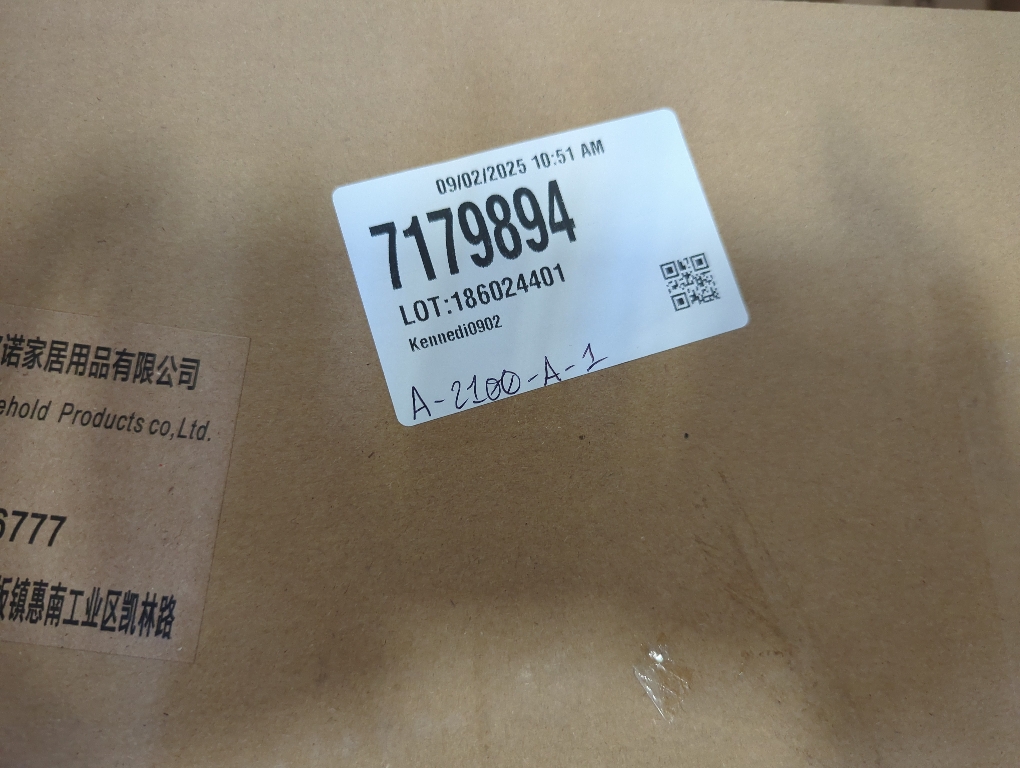 09/02/2025 10:51 AM
7179894
LOT:186024401
Kennedi0902
A-2100-A-1
诺家居用品有限公司
ehold Products co,Ltd.
6777
板镇惠南工业区凯林路